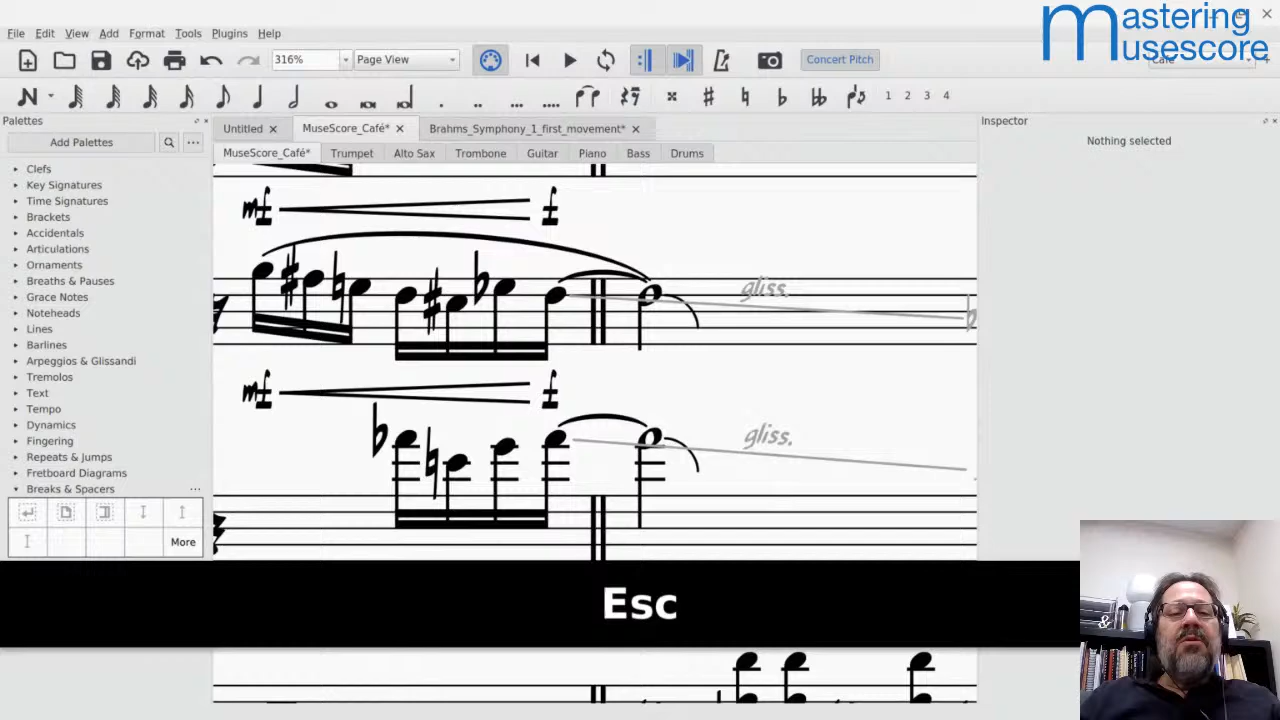 Mastering
Musescore
File Edit View Add Format Tools Plugins Help
316% Page View Concert Pitch
1 2 3 4
Palettes
Inspector
Untitled MuseScore_Café* Brahms_Symphony_1_first_movement*
Nothing selected
Add Palettes
MuseScore_Café* Trumpet Alto Sax Trombone Guitar Piano Bass Drums
Clefs
Key Signatures
Time Signatures
Brackets
Accidentals
Articulations
Ornaments
Breaths & Pauses
Grace Notes
Noteheads
Lines
Barlines
Arpeggios & Glissandi
Tremolos
Text
Tempo
Dynamics
Fingering
Repeats & Jumps
Fretboard Diagrams
Breaks & Spacers
More
mf f
gliss.
mf f
gliss.
Esc